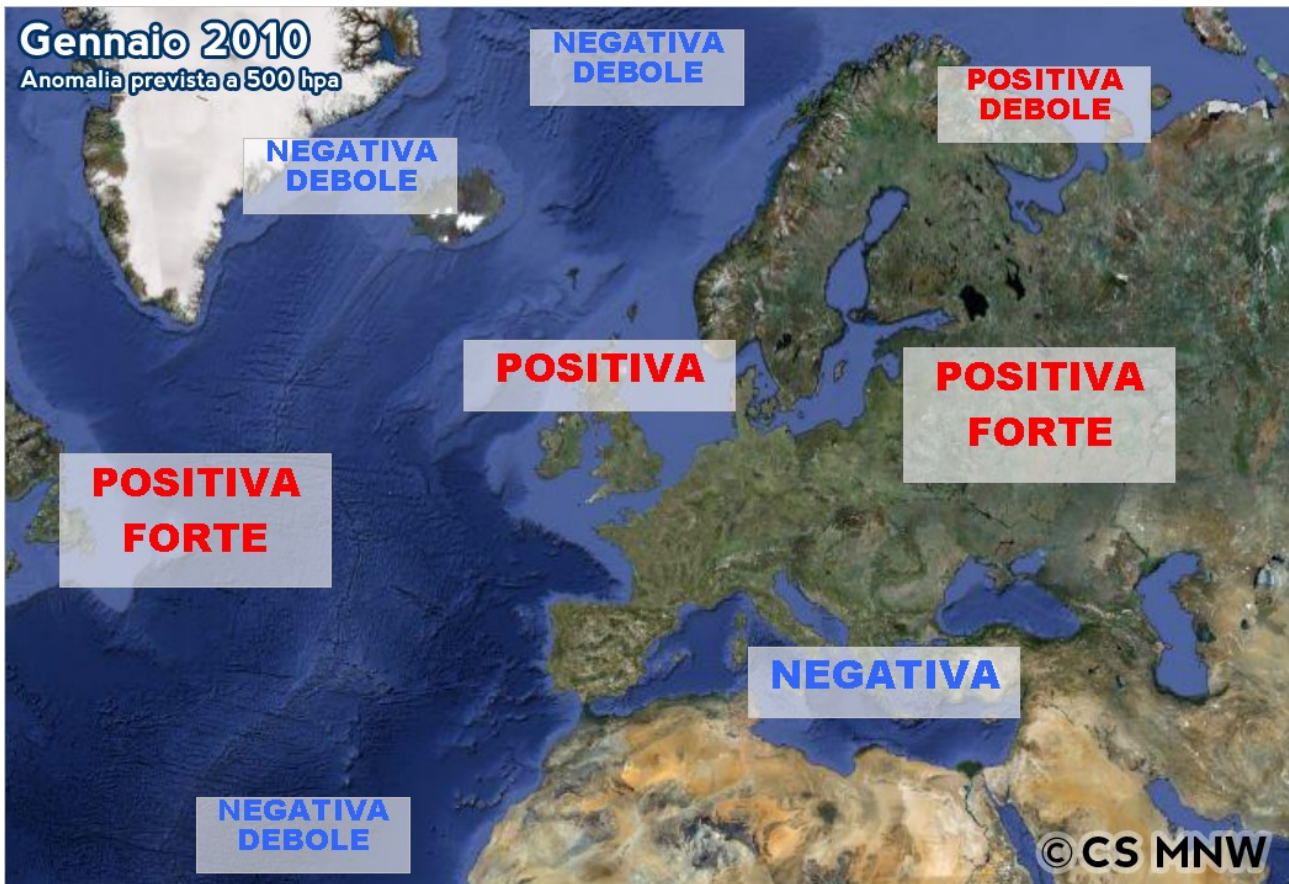 Gennaio 2010
Anomalia prevista a 500 hpa
NEGATIVA
DEBOLE
POSITIVA
DEBOLE
NEGATIVA
DEBOLE
POSITIVA
POSITIVA
FORTE
POSITIVA
FORTE
NEGATIVA
NEGATIVA
DEBOLE
©CS MNW